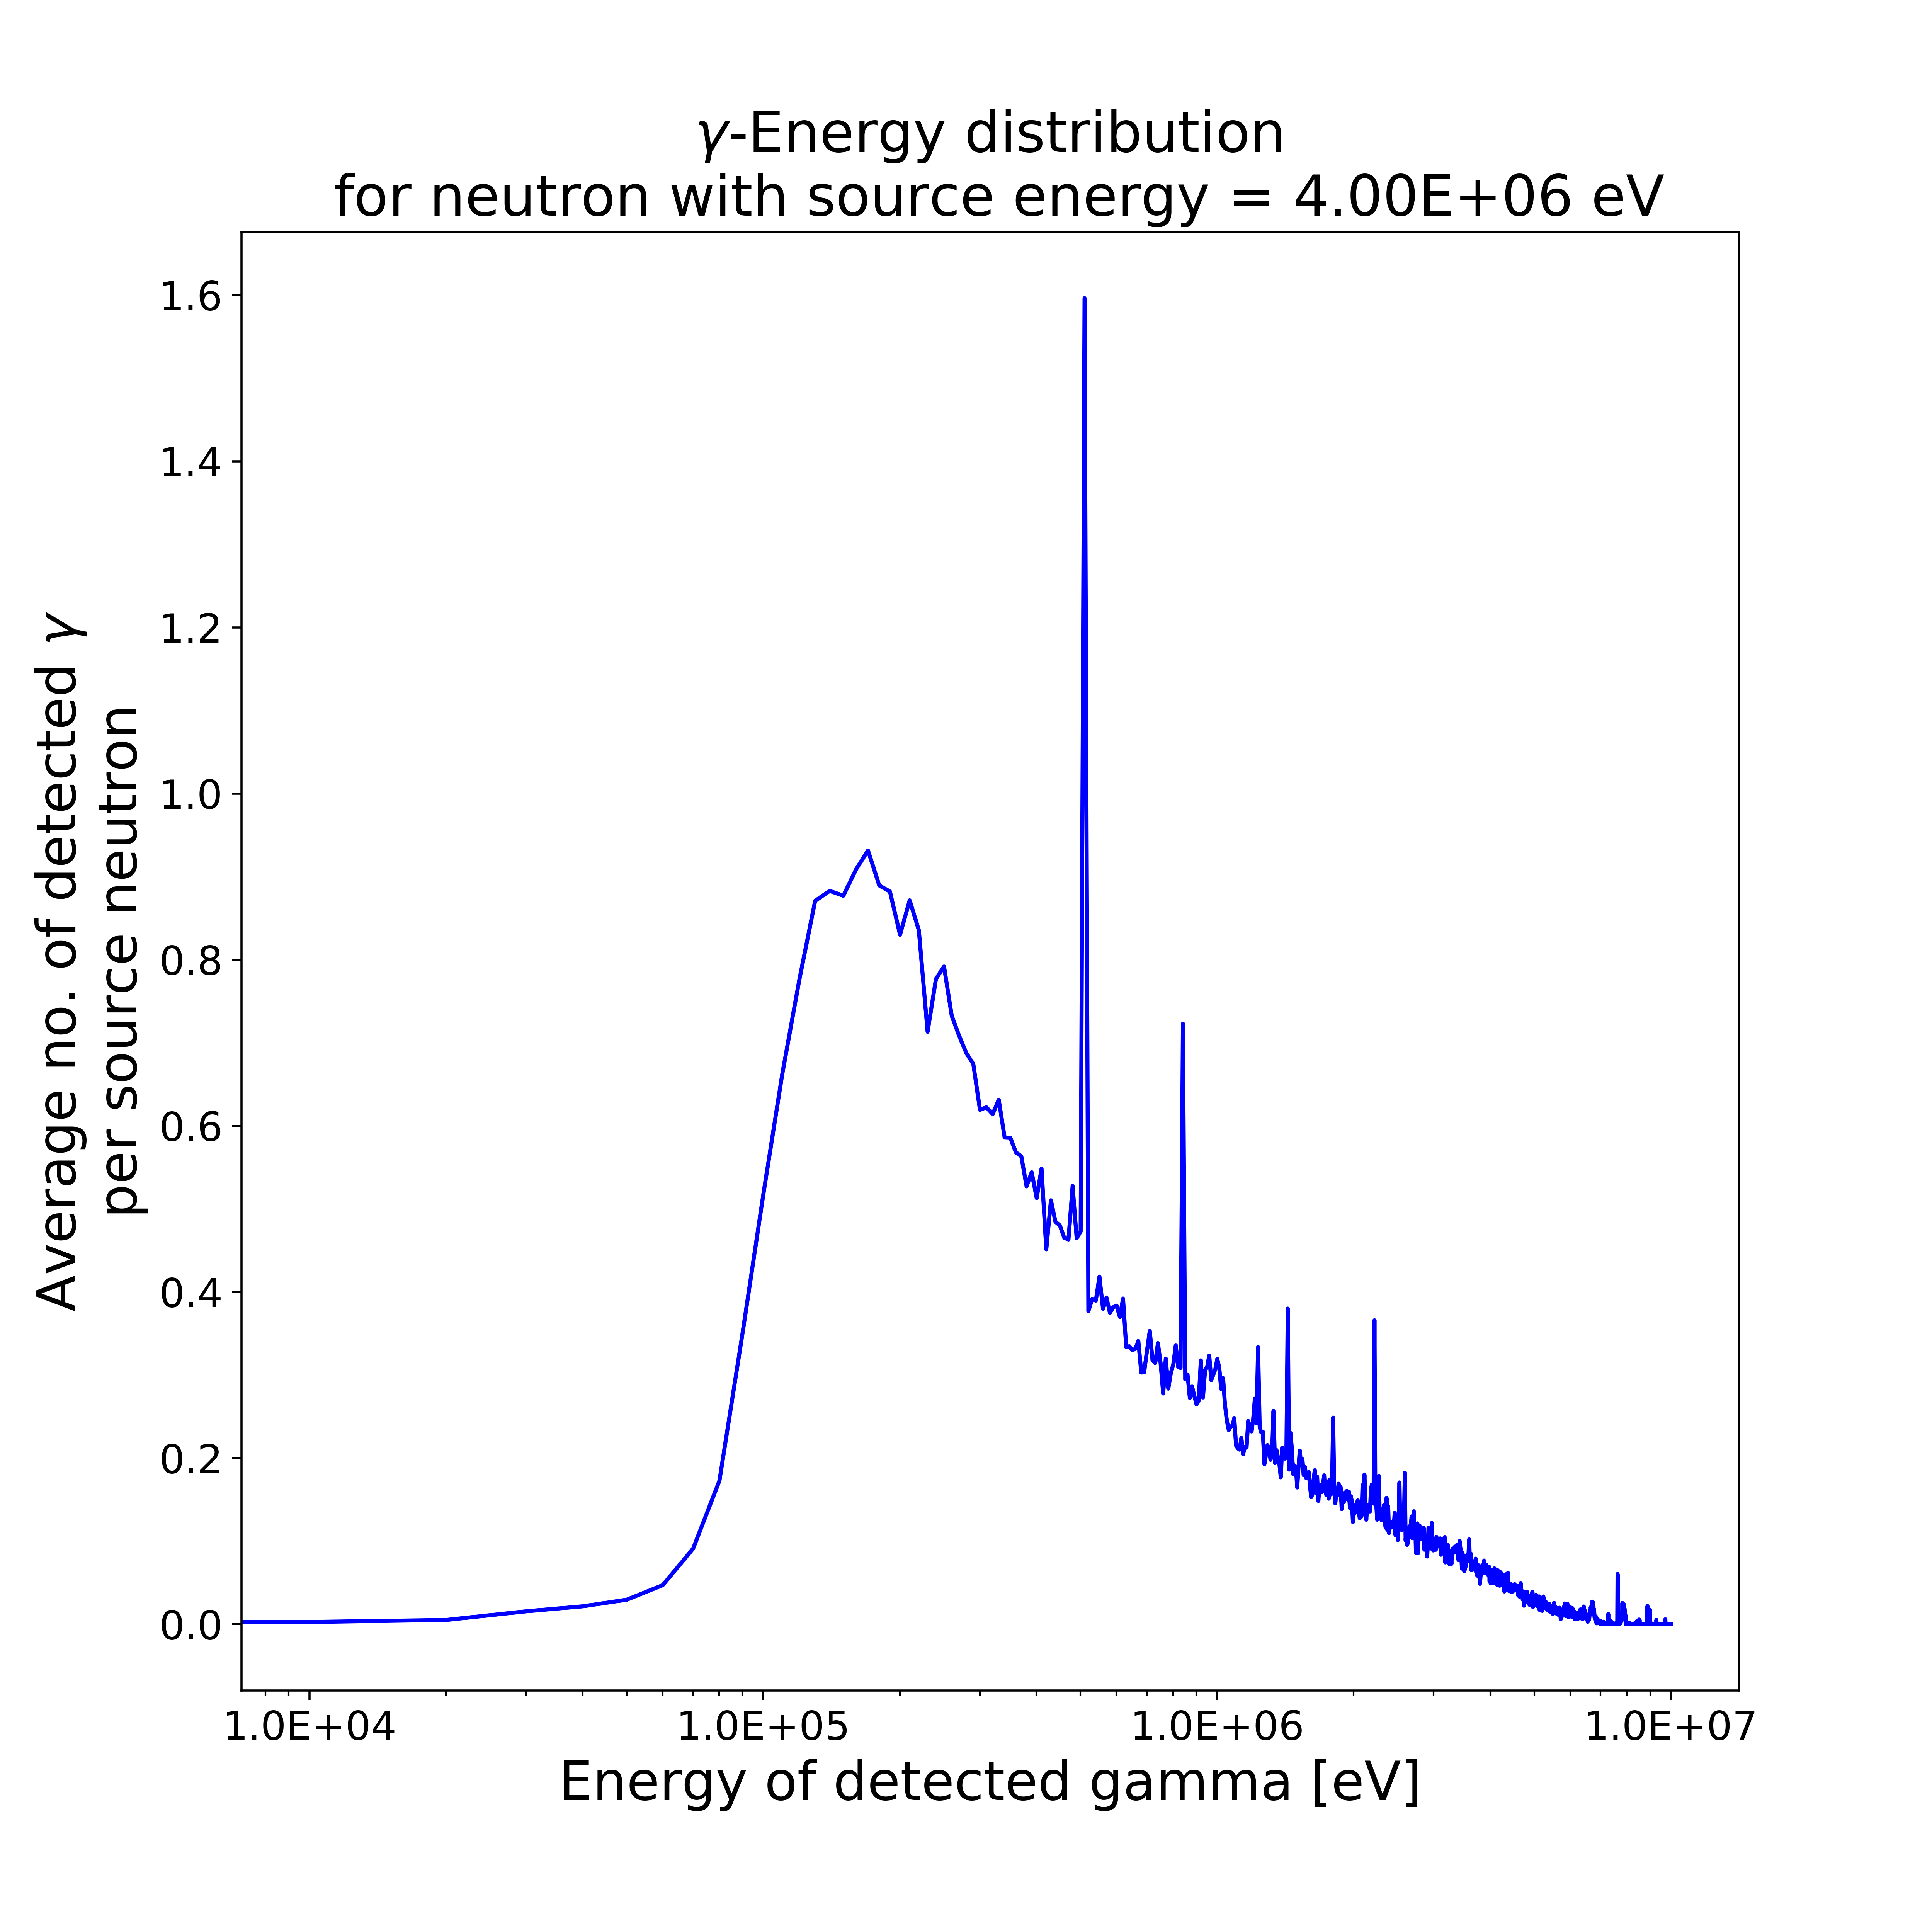 γ-Energy distribution
for neutron with source energy = 4.00E+06 eV
Average no. of detected γ
per source neutron
1.6
1.4
1.2
1.0
0.8
0.6
0.4
0.2
0.0
1.0E+04 1.0E+05 1.0E+06 1.0E+07
Energy of detected gamma [eV]